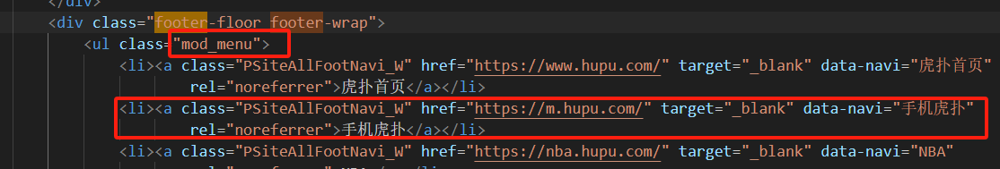 </div>
<div class="footer-floor footer-wrap">
<ul class="mod_menu">
<li><a class="PSiteAllFootNavi_W" href="https://www.hupu.com/" target="_blank" data-navi="虎扑首页"
rel="noreferrer">虎扑首页</a></li>
<li><a class="PSiteAllFootNavi_W" href="https://m.hupu.com/" target="_blank" data-navi="手机虎扑"
rel="noreferrer">手机虎扑</a></li>
<li><a class="PSiteAllFootNavi_W" href="https://nba.hupu.com/" target="_blank" data-navi="NBA"